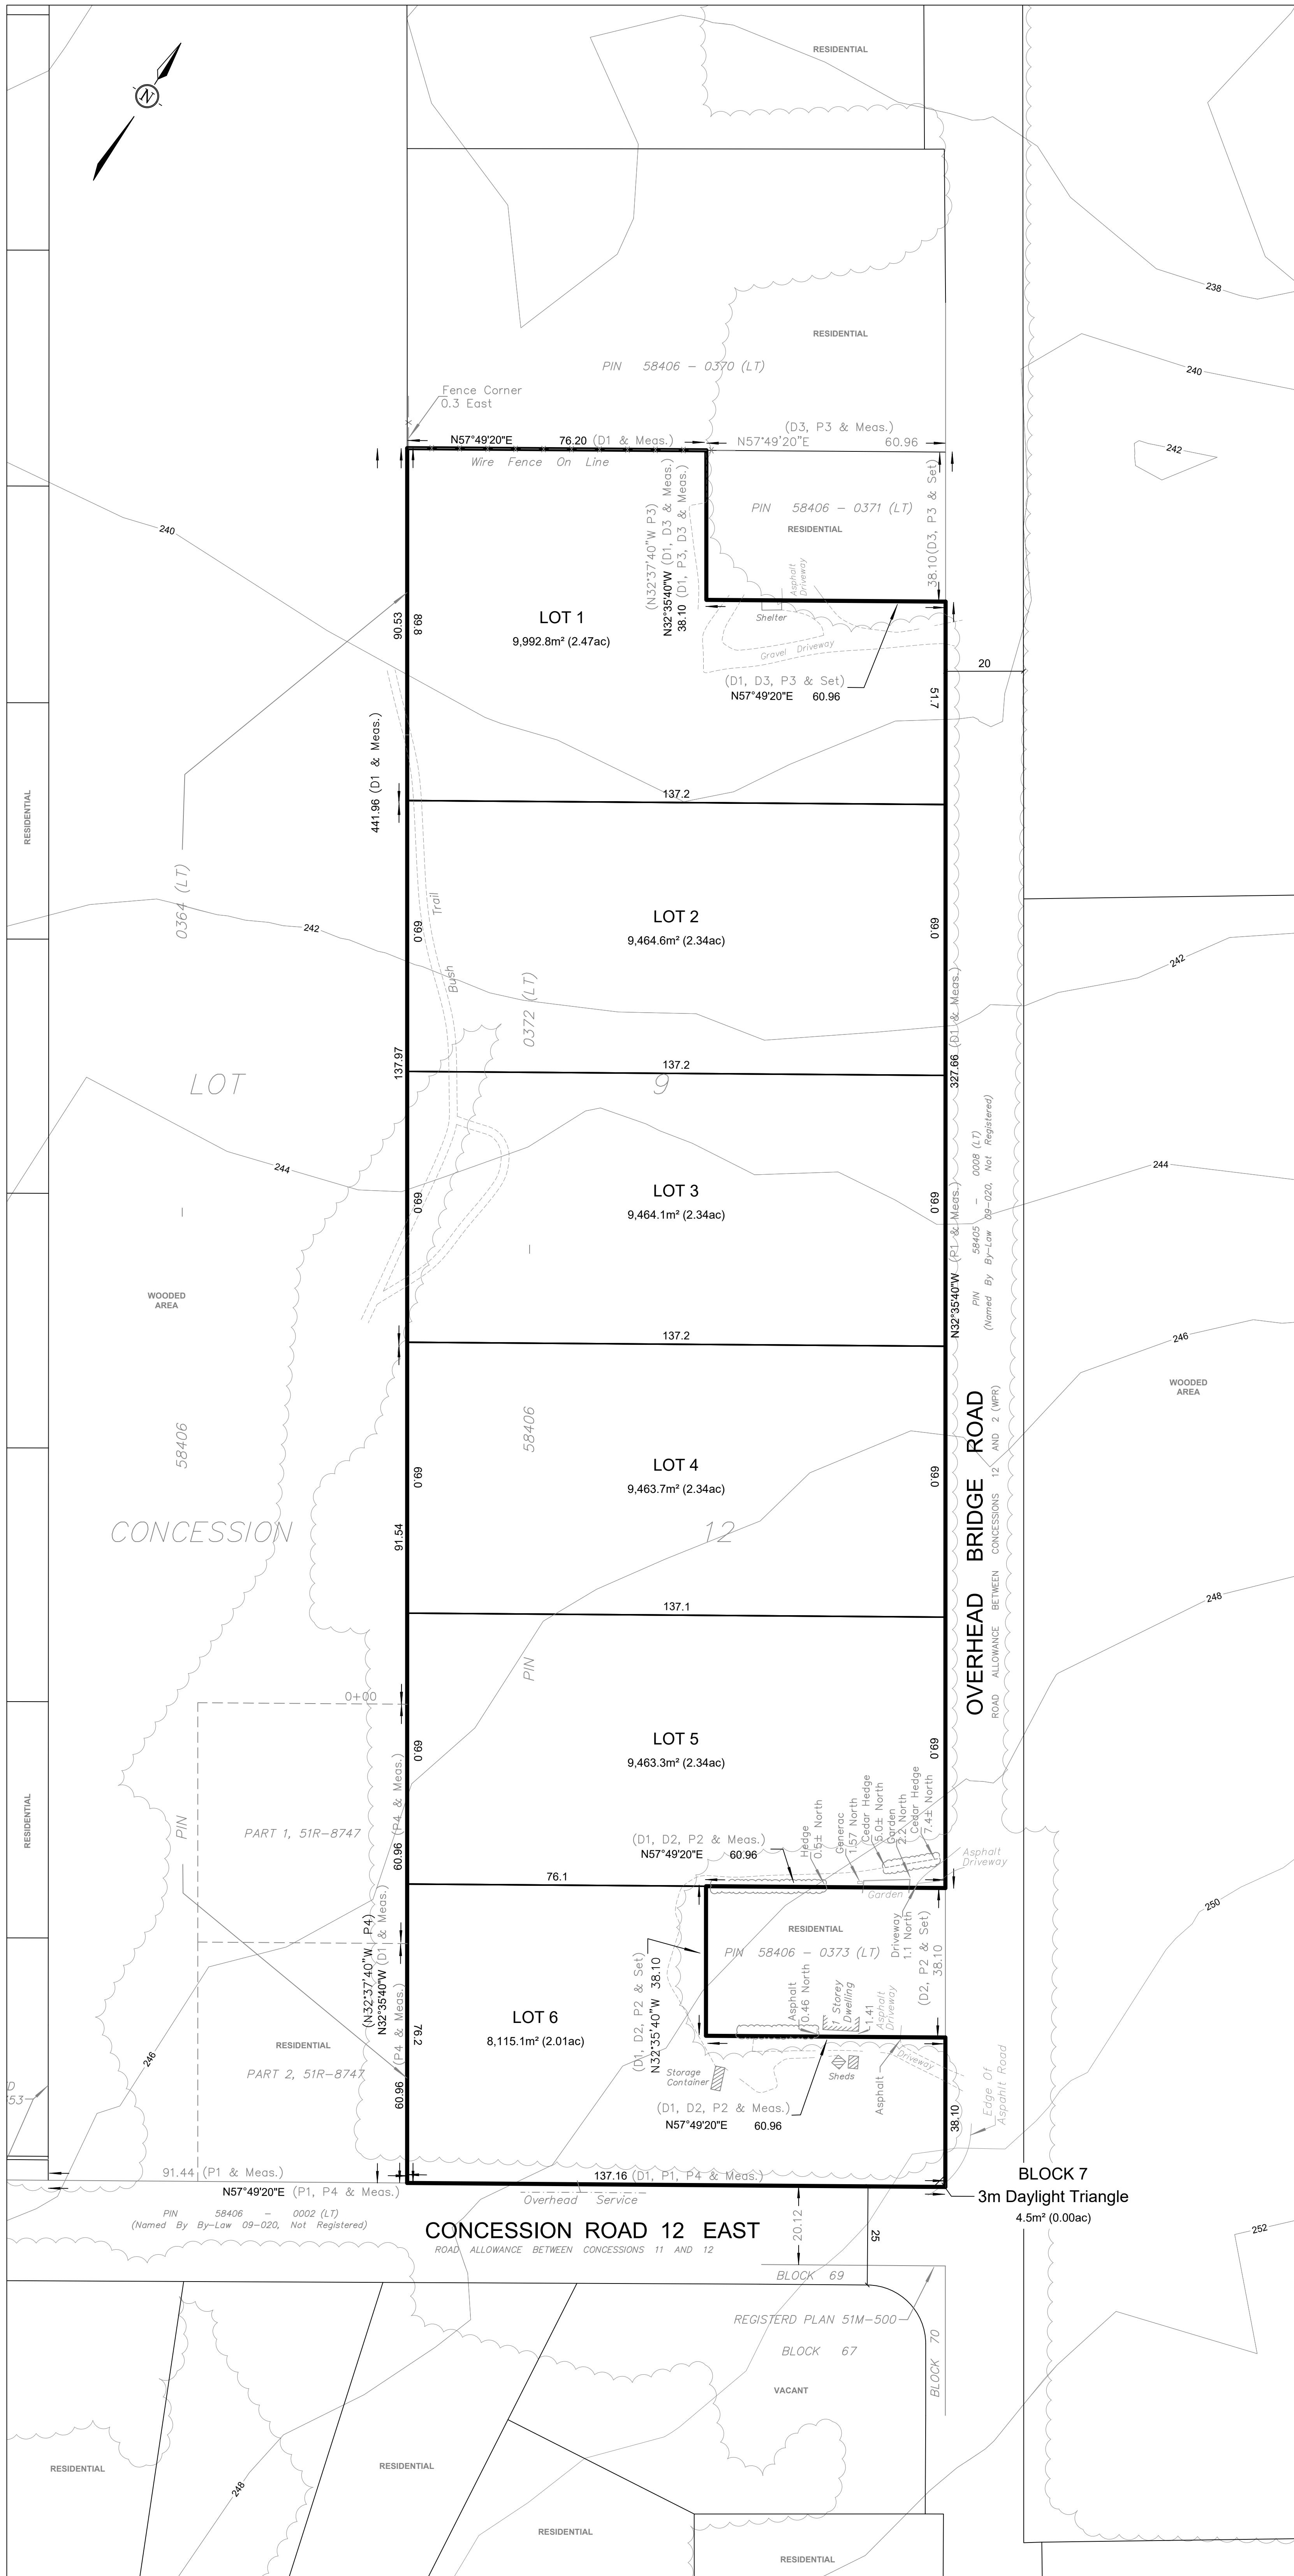 RESIDENTIAL
N
238
RESIDENTIAL
PIN 58406 – 0370 (LT)
240
Fence Corner
0.3 East
(D3, P3 & Meas.)
N57°49'20"E 76.20 (D1 & Meas.)
N57°49'20"E 60.96
242
Wire Fence On Line
(N32°37'40"W P3)
N32°35'40"W (D1, D3 & Meas.)
38.10 (D1, P3, D3 & Meas.)
PIN 58406 – 0371 (LT)
RESIDENTIAL
38.10(D3, P3 & Set)
240
Asphalt
Driveway
Shelter
LOT 1
9,992.8m² (2.47ac)
90.53
89.8
Gravel Driveway
20
(D1, D3, P3 & Set)
N57°49'20"E 60.96
51.7
441.96 (D1 & Meas.)
137.2
RESIDENTIAL
0364 (LT)
Trail
LOT 2
9,464.6m² (2.34ac)
69.0
69.0
242
242
Bush
0372 (LT)
327.66 (D1 & Meas.)
137.97
137.2
LOT
9
PIN 58405 – 0008 (LT)
(Named By By–Law 09–020, Not Registered)
244
244
LOT 3
9,464.1m² (2.34ac)
69.0
69.0
N32°35'40"W (P1 & Meas.)
WOODED
AREA
137.2
246
WOODED
AREA
58406
58406
LOT 4
9,463.7m² (2.34ac)
69.0
69.0
OVERHEAD BRIDGE ROAD
ROAD ALLOWANCE BETWEEN CONCESSIONS 12 AND 2 (WPR)
CONCESSION
12
91.54
248
137.1
PIN
0+00
LOT 5
9,463.3m² (2.34ac)
69.0
69.0
RESIDENTIAL
PIN
PART 1, 51R–8747
60.96 (P4 & Meas.)
(D1, D2, P2 & Meas.)
N57°49'20"E 60.96
Hedge
0.5± North
Generac
1.57 North
Cedar Hedge
5.0± North
Garden
2.2 North
Cedar Hedge
7.4± North
Asphalt
Driveway
76.1
Garden
250
(N32°37'40"W P4)
N32°35'40"W (D1 & Meas.)
RESIDENTIAL
PIN 58406 – 0373 (LT)
Driveway
1.1 North
(D2, P2 & Set)
38.10
(D1, D2, P2 & Set)
N32°35'40"W 38.10
Asphalt
0.46 North
1 Storey
Dwelling
1.41
Asphalt
Driveway
LOT 6
8,115.1m² (2.01ac)
76.2
RESIDENTIAL
246
PART 2, 51R–8747
60.96 (P4 & Meas.)
Storage
Container
Sheds
Driveway
Asphalt
Edge Of
Aspahlt Road
D
53
(D1, D2, P2 & Meas.)
N57°49'20"E 60.96
38.10
91.44 (P1 & Meas.)
137.16 (D1, P1, P4 & Meas.)
BLOCK 7
3m Daylight Triangle
4.5m² (0.00ac)
N57°49'20"E (P1, P4 & Meas.)
Overhead Service
PIN 58406 – 0002 (LT)
(Named By By–Law 09–020, Not Registered)
CONCESSION ROAD 12 EAST
ROAD ALLOWANCE BETWEEN CONCESSIONS 11 AND 12
20.12
25
252
BLOCK 69
REGISTERD PLAN 51M–500
BLOCK 67
BLOCK 70
VACANT
RESIDENTIAL
RESIDENTIAL
248
RESIDENTIAL
RESIDENTIAL